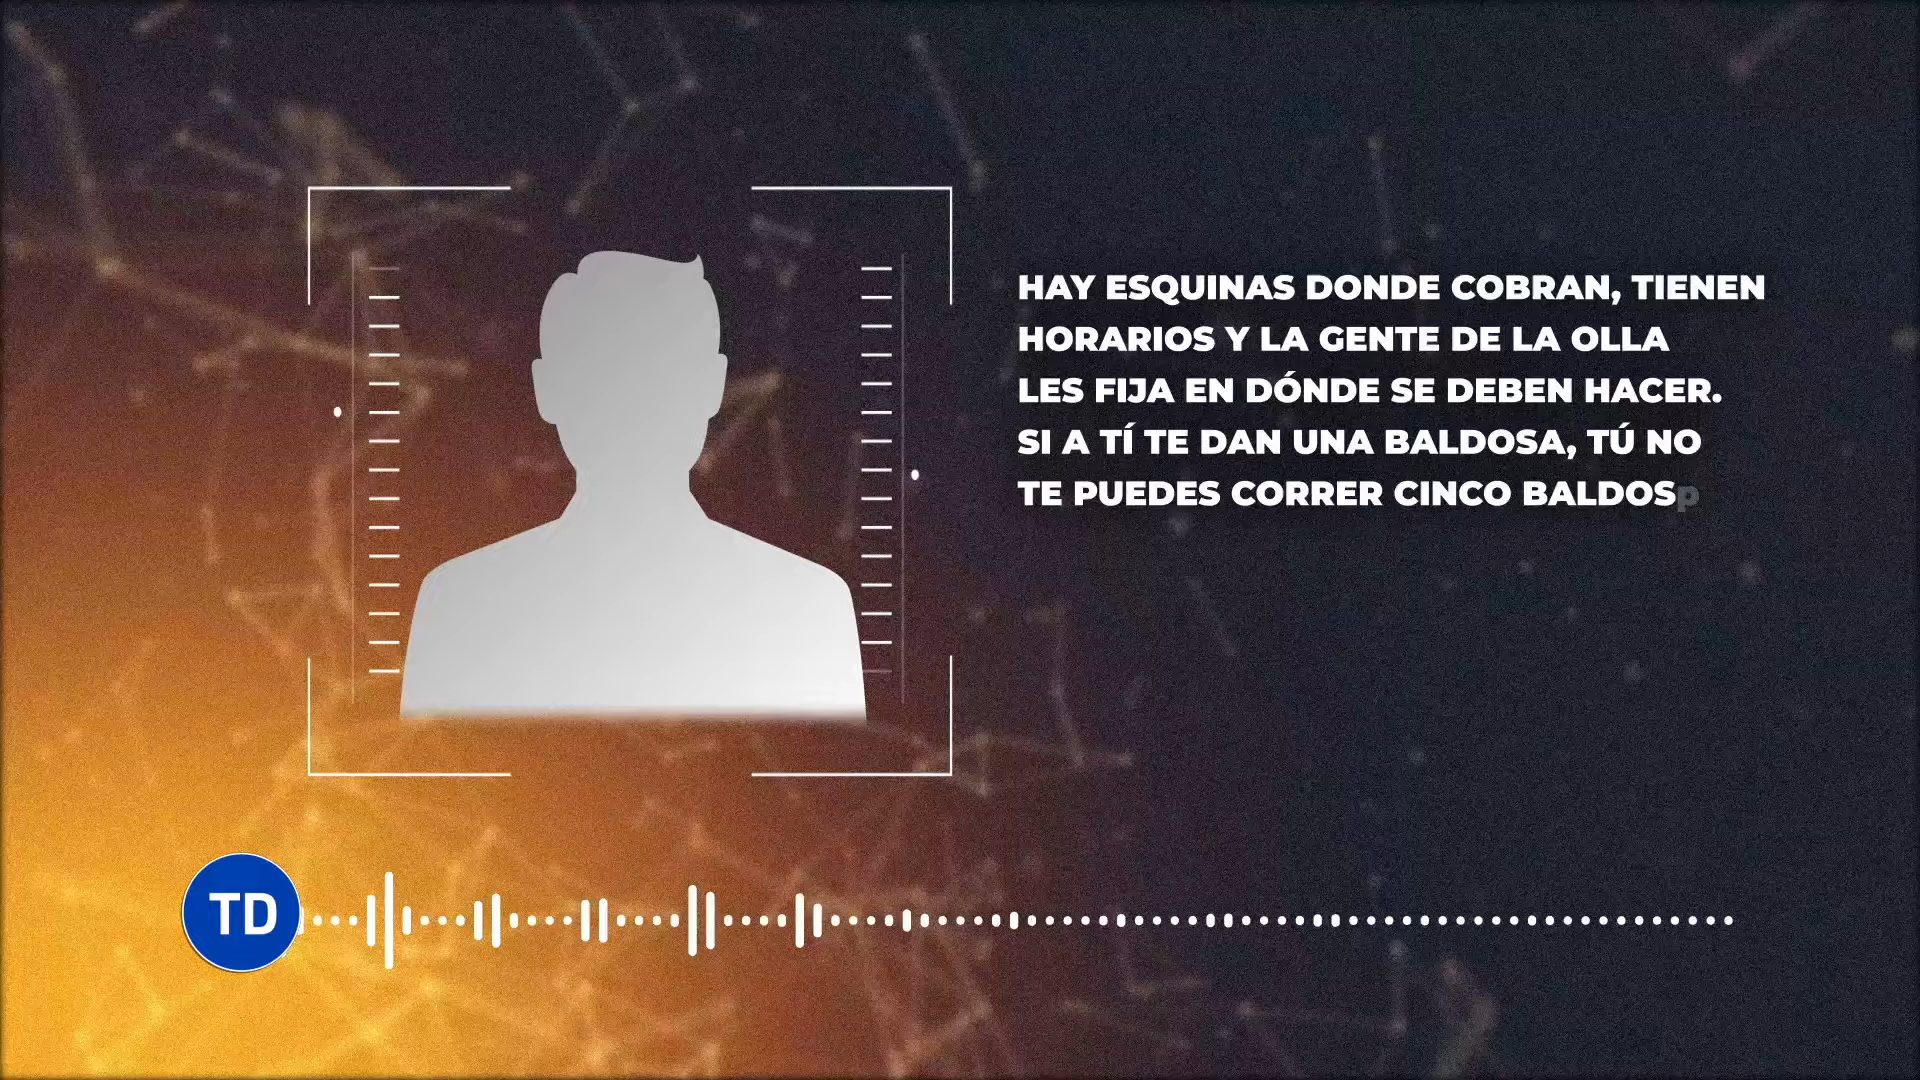 HAY ESQUINAS DONDE COBRAN, TIENEN
HORARIOS Y LA GENTE DE LA OLLA
LES FIJA EN DÓNDE SE DEBEN HACER.
SI A TÍ TE DAN UNA BALDOSA, TÚ NO
TE PUEDES CORRER CINCO BALDOSp
TD